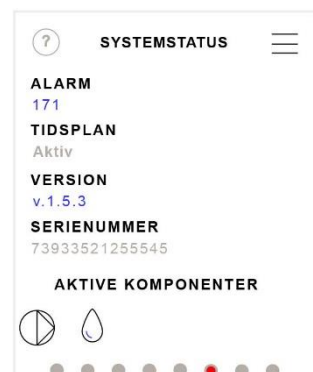 ?
SYSTEMSTATUS
ALARM
171
TIDSPLAN
Aktiv
VERSION
v.1.5.3
SERIENUMMER
73933521255545
AKTIVE KOMPONENTER